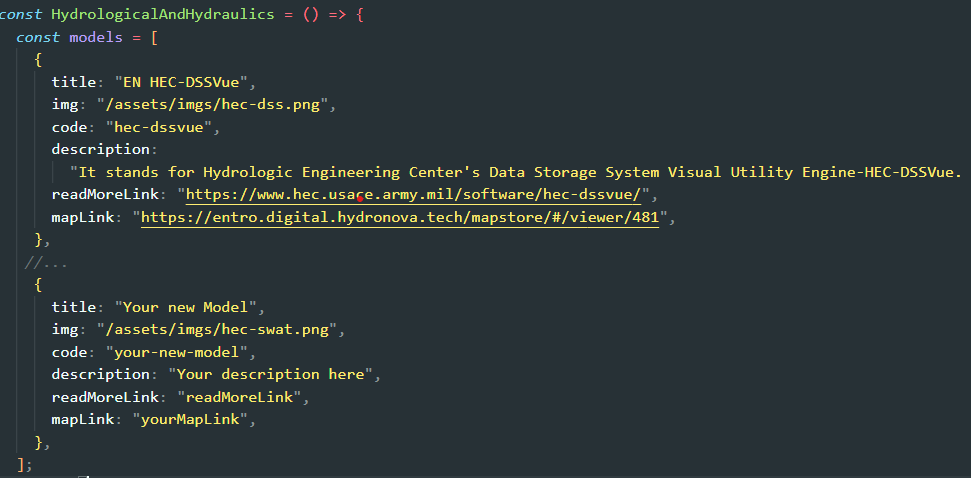 const HydrologicalAndHydraulics = () => {
  const models = [
    {
      title: "EN HEC-DSSVue",
      img: "/assets/imgs/hec-dss.png",
      code: "hec-dssvue",
      description:
        "It stands for Hydrologic Engineering Center's Data Storage System Visual Utility Engine-HEC-DSSVue.
      readMoreLink: "https://www.hec.usace.army.mil/software/hec-dssvue/",
      mapLink: "https://entro.digital.hydronova.tech/mapstore/#/viewer/481",
    },
   //...
    {
      title: "Your new Model",
      img: "/assets/imgs/hec-swat.png",
      code: "your-new-model",
      description: "Your description here",
      readMoreLink: "readMoreLink",
      mapLink: "yourMapLink",
    },
  ];